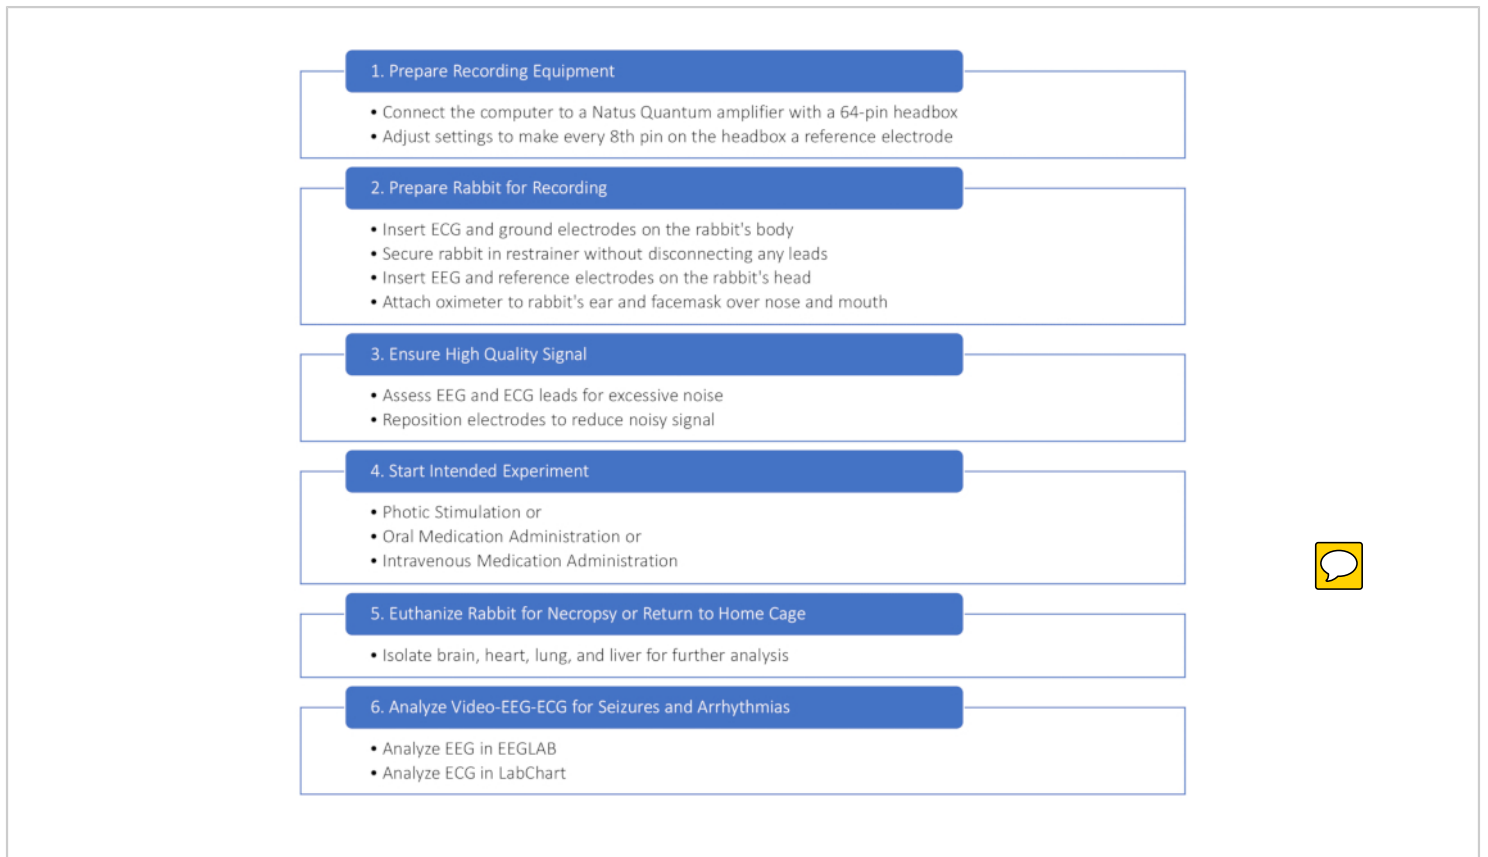 1. Prepare Recording Equipment
• Connect the computer to a Natus Quantum amplifier with a 64-pin headbox
• Adjust settings to make every 8th pin on the headbox a reference electrode
2. Prepare Rabbit for Recording
• Insert ECG and ground electrodes on the rabbit's body
• Secure rabbit in restrainer without disconnecting any leads
• Insert EEG and reference electrodes on the rabbit's head
• Attach oximeter to rabbit's ear and facemask over nose and mouth
3. Ensure High Quality Signal
• Assess EEG and ECG leads for excessive noise
• Reposition electrodes to reduce noisy signal
4. Start Intended Experiment
• Photic Stimulation or
• Oral Medication Administration or
• Intravenous Medication Administration
5. Euthanize Rabbit for Necropsy or Return to Home Cage
• Isolate brain, heart, lung, and liver for further analysis
6. Analyze Video-EEG-ECG for Seizures and Arrhythmias
• Analyze EEG in EEGLAB
• Analyze ECG in LabChart